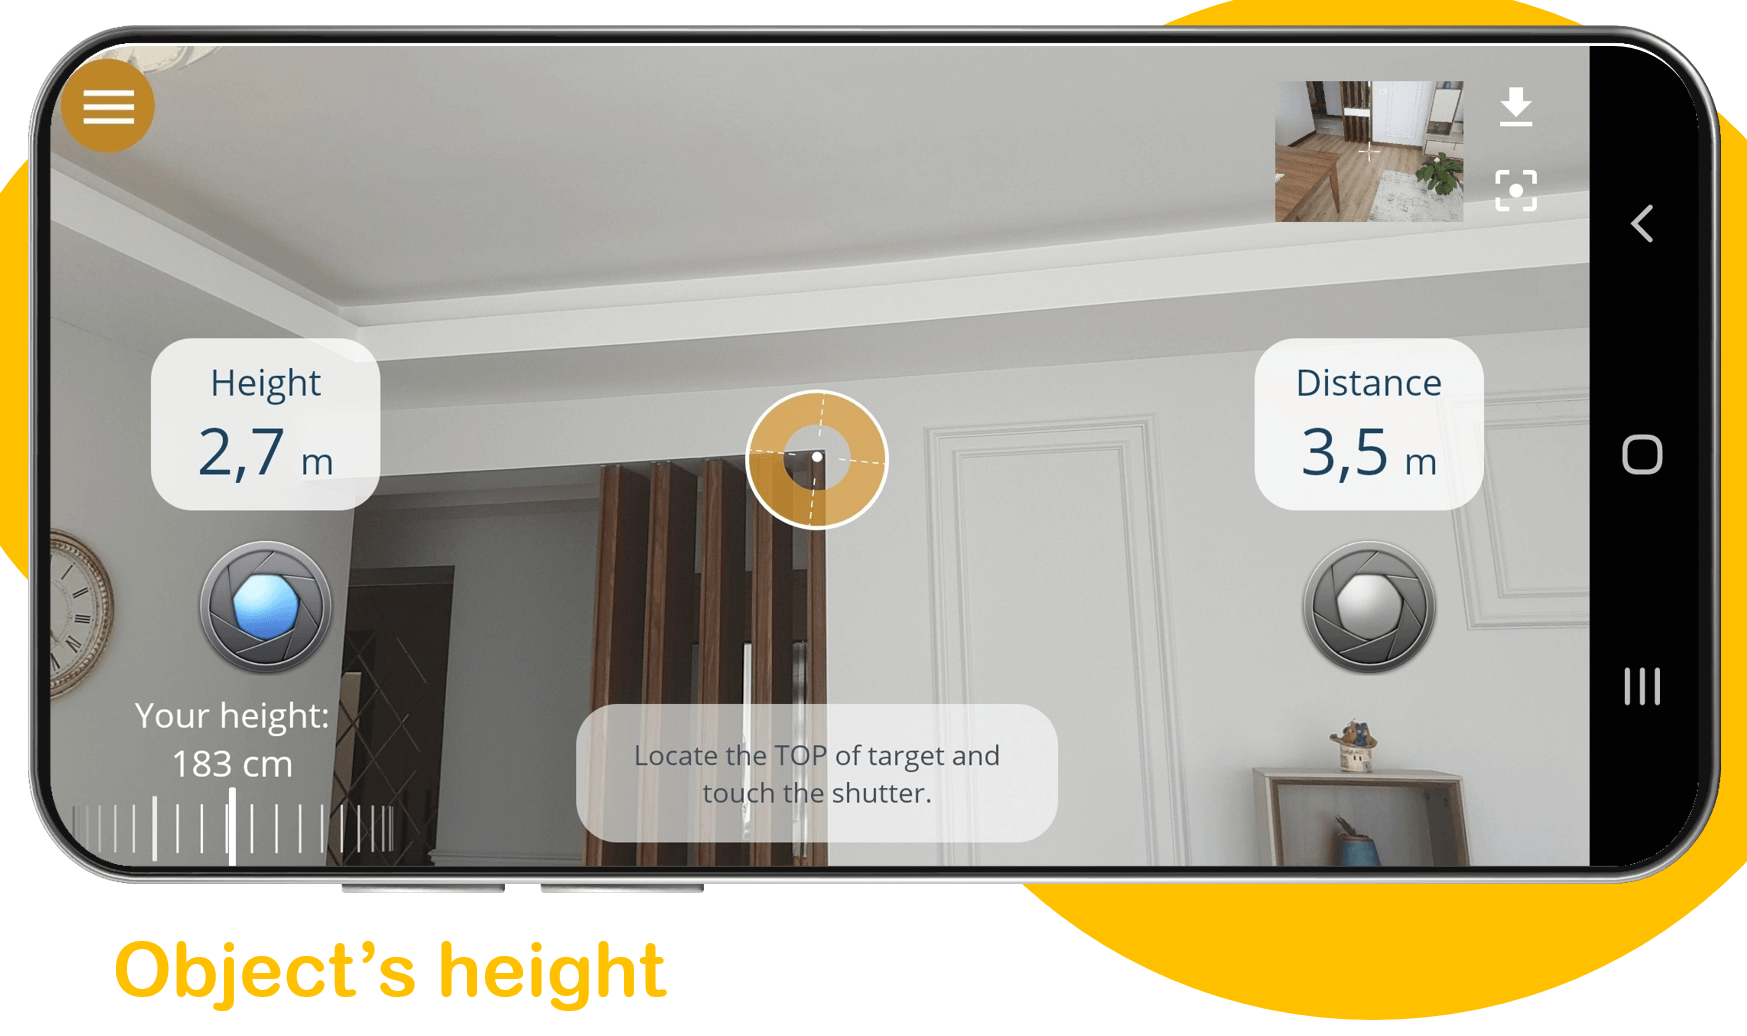 Height
2,7 m
Distance
3,5 m
Your height:
183 cm
Locate the TOP of target and
touch the shutter.
Object’s height